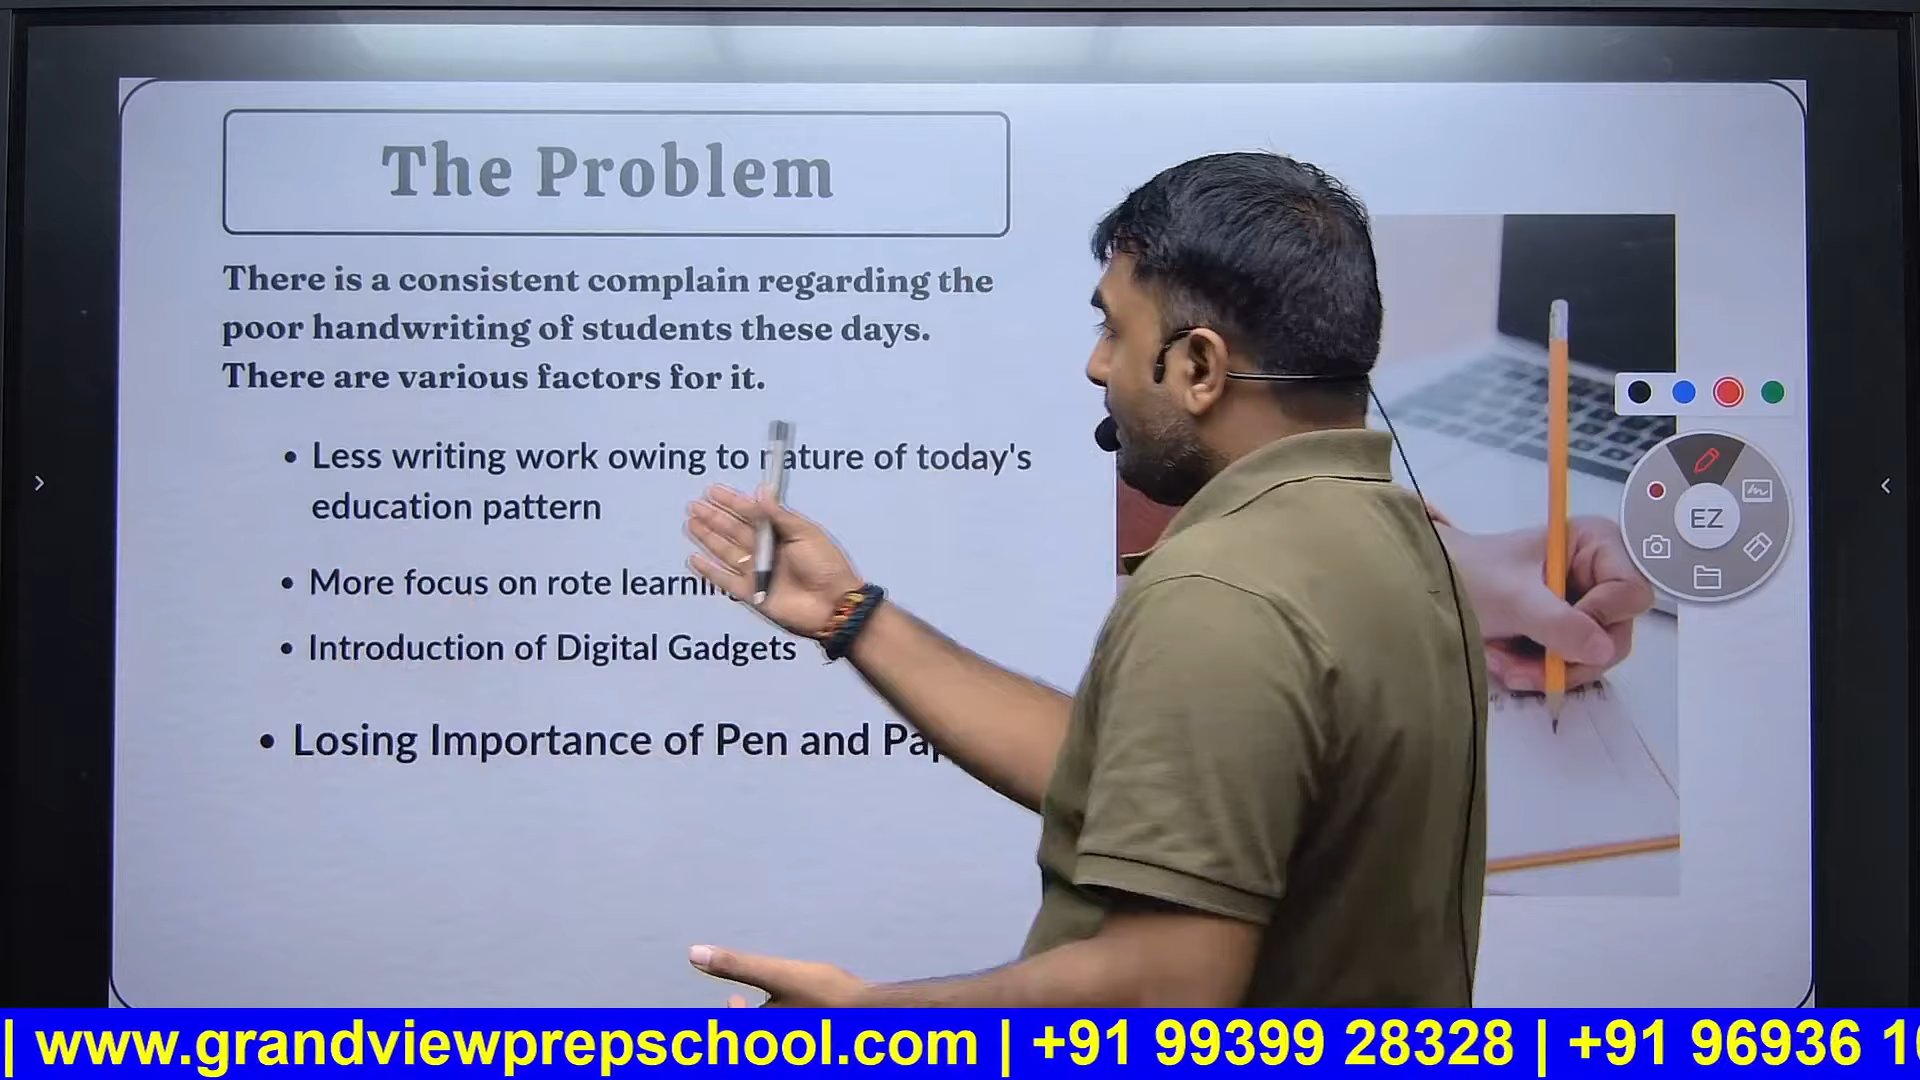 The Problem
There is a consistent complain regarding the
poor handwriting of students these days.
There are various factors for it.
• Less writing work owing to nature of today's
education pattern
• More focus on rote learning
• Introduction of Digital Gadgets
• Losing Importance of Pen and
EZ
| www.grandviewprepschool.com | +91 99399 28328 | +91 96936